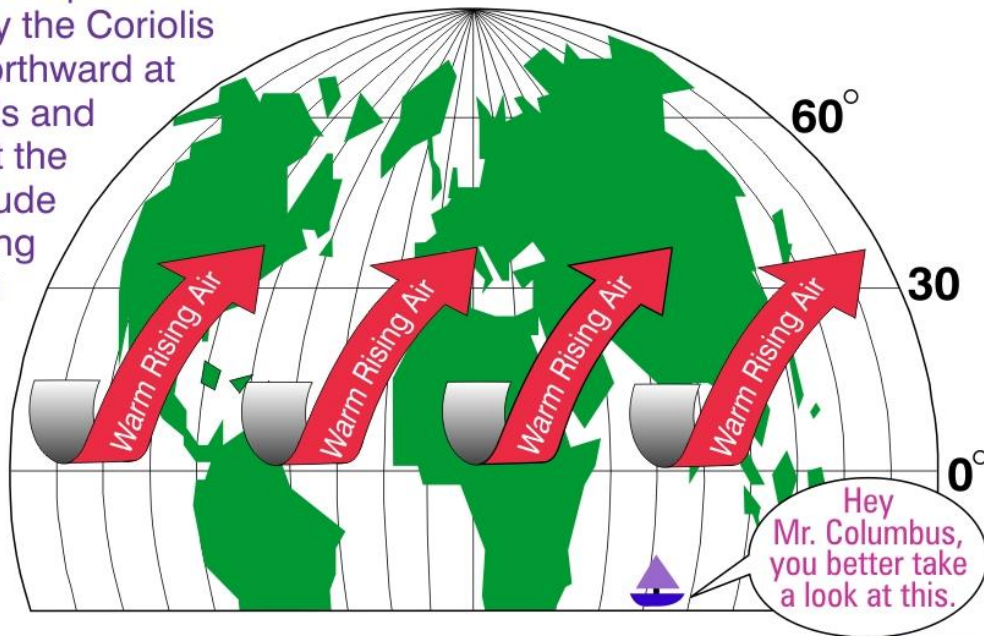 y the Coriolis
orthward at
s and
t the
ude
ng
60°
30
0°
Warm Rising Air
Warm Rising Air
Warm Rising Air
Warm Rising Air
Hey
Mr. Columbus,
you better take
a look at this.